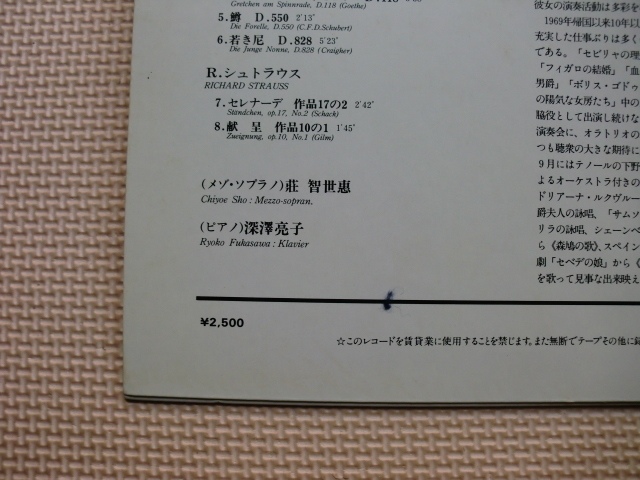 Gretchen am Spinnrade, D.118 (Goethe)
5.鱒 D.550 2'13"
Die Forelle, D.550 (C.F.D.Schubert)
6.若き尼 D.828 5'23"
Die Junge Nonne, D.828 (Craigher)
R.シュトラウス
RICHARD STRAUSS
7.セレナーデ 作品17の2 2'42"
Ständchen, op.17, No.2 (Schack)
8.献 呈 作品10の1 1'45"
Zueignung, op.10, No.1 (Gilm)
(メゾ・ソプラノ)荘 智世恵
Chiyoe Sho : Mezzo-sopran.
(ピアノ)深澤亮子
Ryoko Fukasawa : Klavier
彼女の演奏活動は多彩を
1969年帰国以来10年以
充実した仕事ぶりは多く
である。『セビリャの理
「フィガロの結婚」「血
男爵」「ボリス・ゴドゥ
の陽気な女房たち」中の
脇役として出演し続けな
演奏会に、オラトリオの
つも聴衆の大きな期待に
9月にはテノールの下野
よるオーケストラ付きの
ドリアーナ・ルクヴルー
爵夫人の詠唱、「サムソ
リラの詠唱、シェーンベ
ら《森鳩の歌》、スペイン
劇「セベデの娘」から《
を歌って見事な出来映え
¥2,500
☆このレコードを賃貸業に使用することを禁じます。また無断でテープその他に録